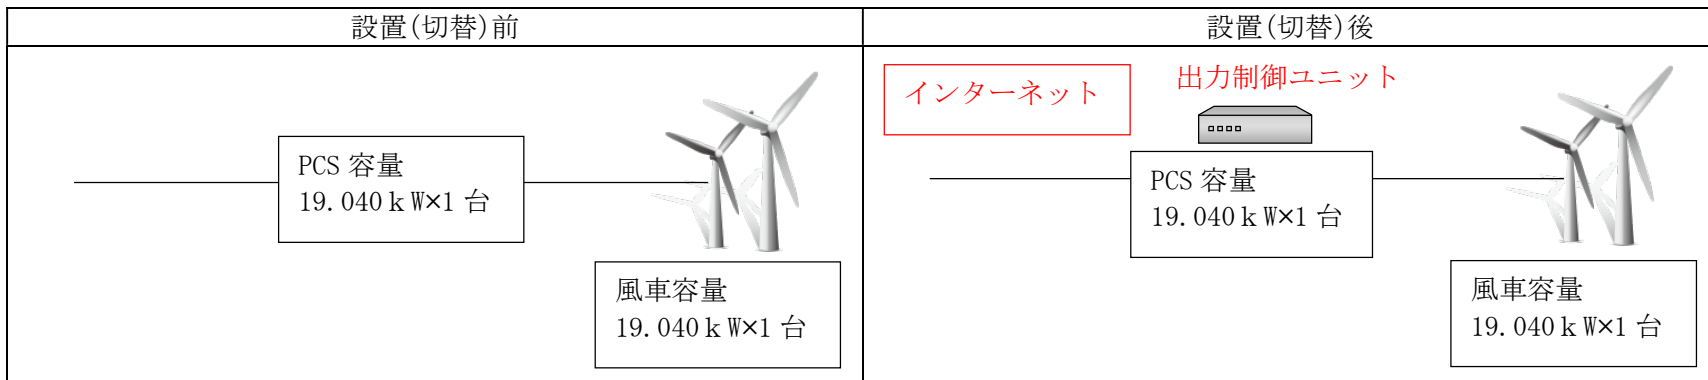 設置(切替)前
設置(切替)後
PCS 容量
19.040ｋW×1 台
風車容量
19.040ｋW×1 台
インターネット
出力制御ユニット
PCS 容量
19.040ｋW×1 台
風車容量
19.040ｋW×1 台